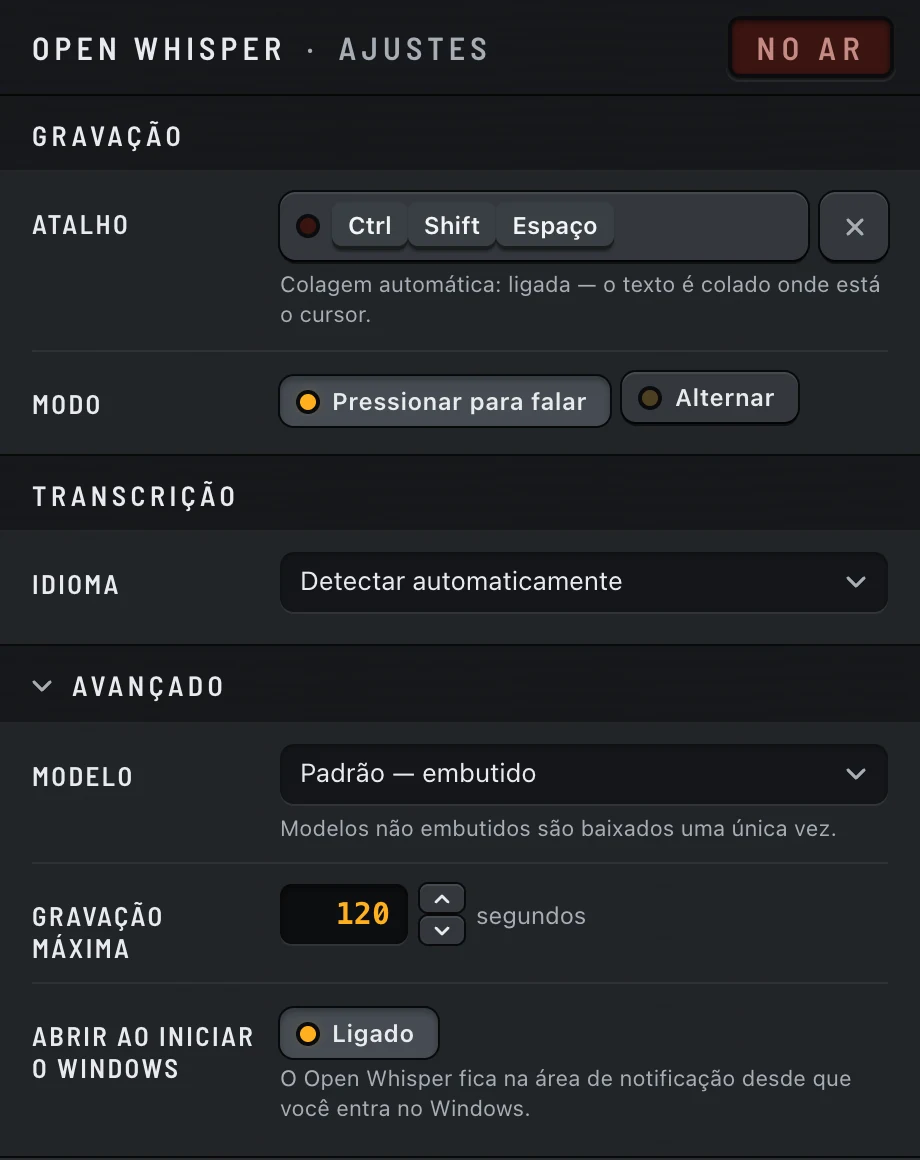 OPEN WHISPER · AJUSTES
NO AR
GRAVAÇÃO
ATALHO
Ctrl Shift Espaço
Colagem automática: ligada — o texto é colado onde está
o cursor.
MODO
Pressionar para falar
Alternar
TRANSCRIÇÃO
IDIOMA
Detectar automaticamente
AVANÇADO
MODELO
Padrão — embutido
Modelos não embutidos são baixados uma única vez.
GRAVAÇÃO
MÁXIMA
120
segundos
ABRIR AO INICIAR
O WINDOWS
Ligado
O Open Whisper fica na área de notificação desde que
você entra no Windows.